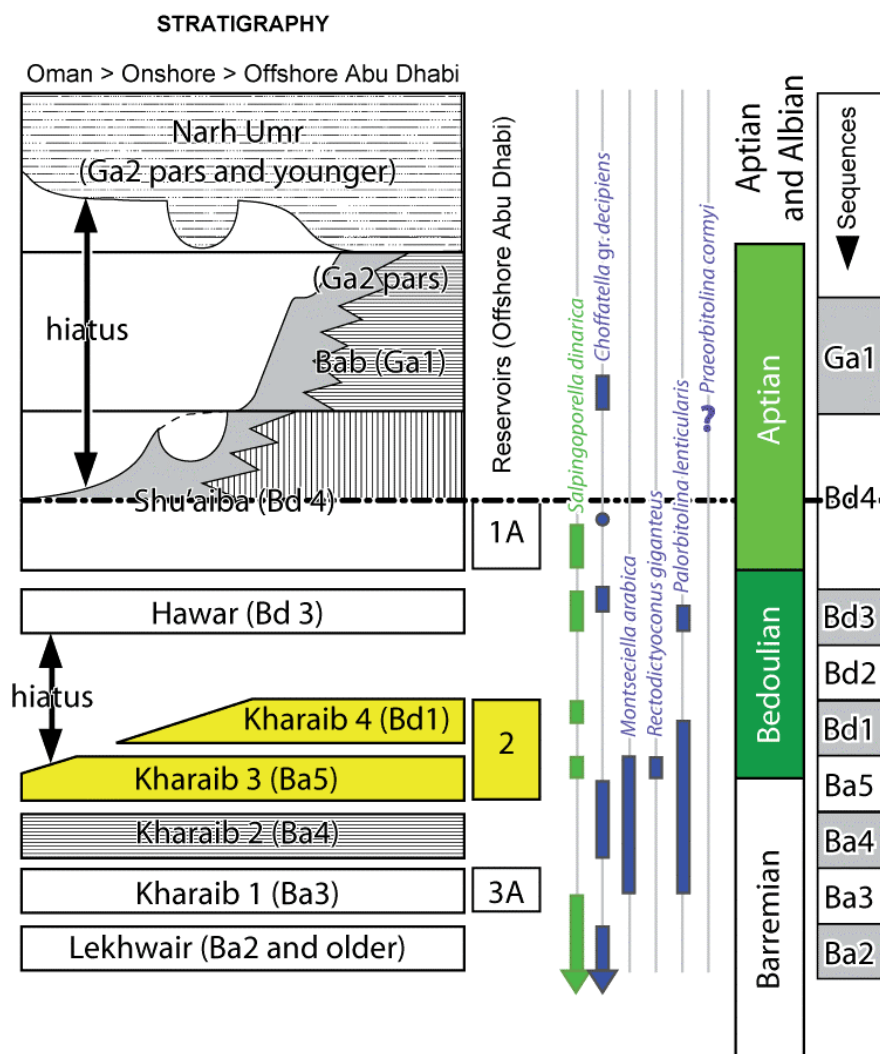 STRATIGRAPHY
Oman > Onshore > Offshore Abu Dhabi
Narh Umr
(Ga2 pars and younger)
(Ga2 pars)
hiatus
Bab (Ga1)
Shu'aiba (Bd 4)
Hawar (Bd 3)
hiatus
Kharaib 4 (Bd1)
Kharaib 3 (Ba5)
Kharaib 2 (Ba4)
Kharaib 1 (Ba3)
Lekhwair (Ba2 and older)
Reservoirs (Offshore Abu Dhabi)
1A
2
3A
Salpingoporella dinarica
Choffatella gr. decipiens
Montseciella arabica
Rectodictyoconus giganteus
Palorbitolina lenticularis
Praeorbitolina cormyi
?
Aptian
and Albian
Aptian
Bedoulian
Barremian
Sequences
Ga1
Bd4
Bd3
Bd2
Bd1
Ba5
Ba4
Ba3
Ba2